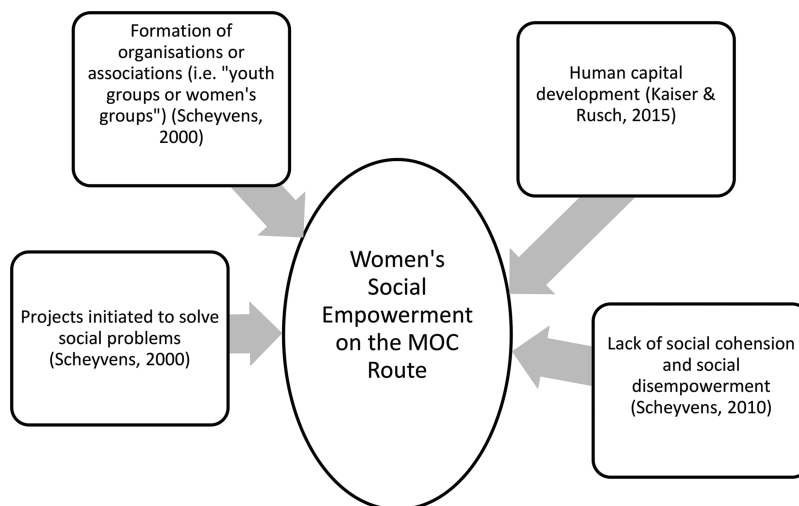 Formation of
organisations or
associations (i.e. "youth
groups or women's
groups") (Scheyvens,
2000)
Human capital
development (Kaiser &
Rusch, 2015)
Women's
Social
Empowerment
on the MOC
Route
Projects initiated to solve
social problems
(Scheyvens, 2000)
Lack of social cohension
and social
disempowerment
(Scheyvens, 2010)